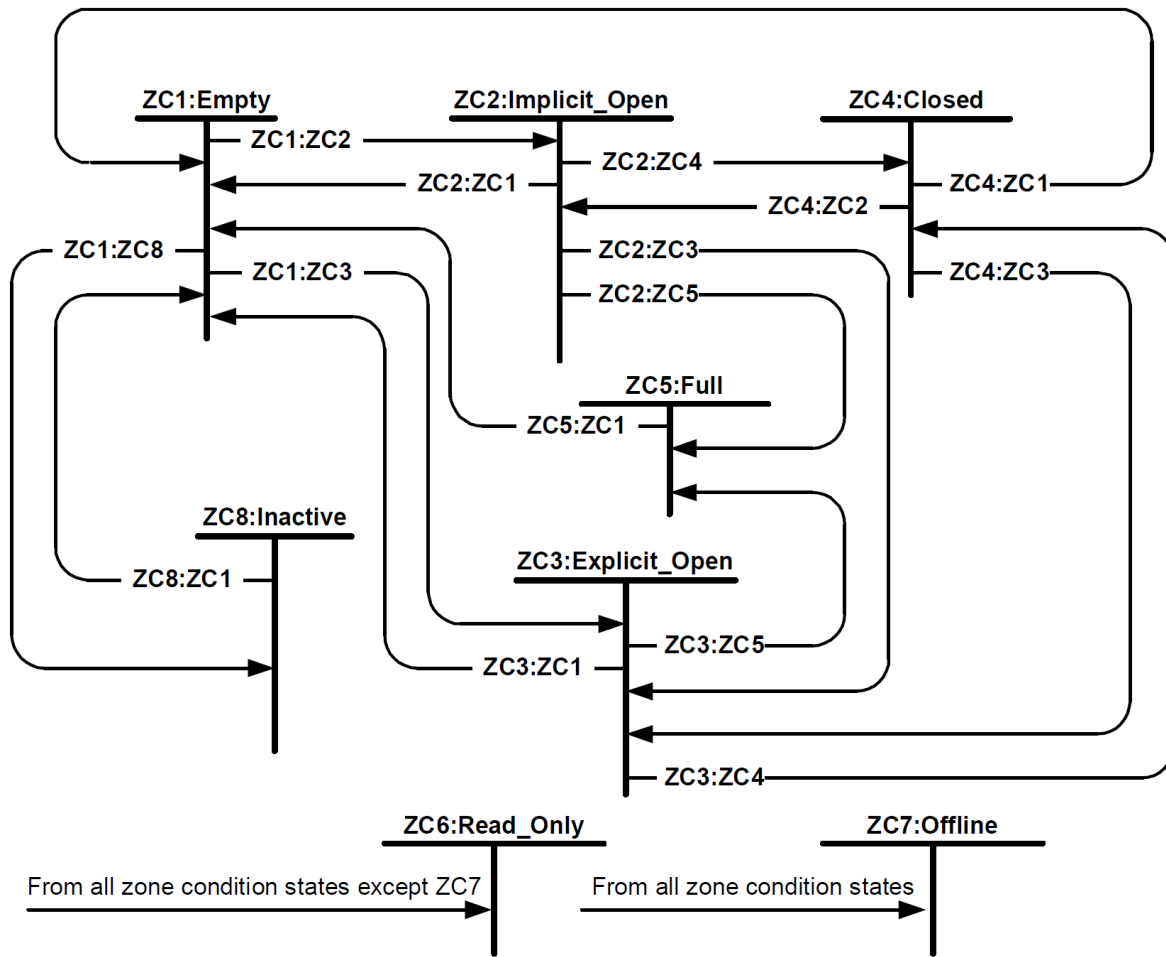 ZC1:Empty
ZC2:Implicit_Open
ZC4:Closed
ZC1:ZC2
ZC2:ZC4
ZC2:ZC1
ZC4:ZC1
ZC4:ZC2
ZC1:ZC8
ZC2:ZC3
ZC1:ZC3
ZC4:ZC3
ZC2:ZC5
ZC5:Full
ZC5:ZC1
ZC8:Inactive
ZC3:Explicit_Open
ZC8:ZC1
ZC3:ZC5
ZC3:ZC1
ZC3:ZC4
ZC6:Read_Only
ZC7:Offline
From all zone condition states except ZC7
From all zone condition states